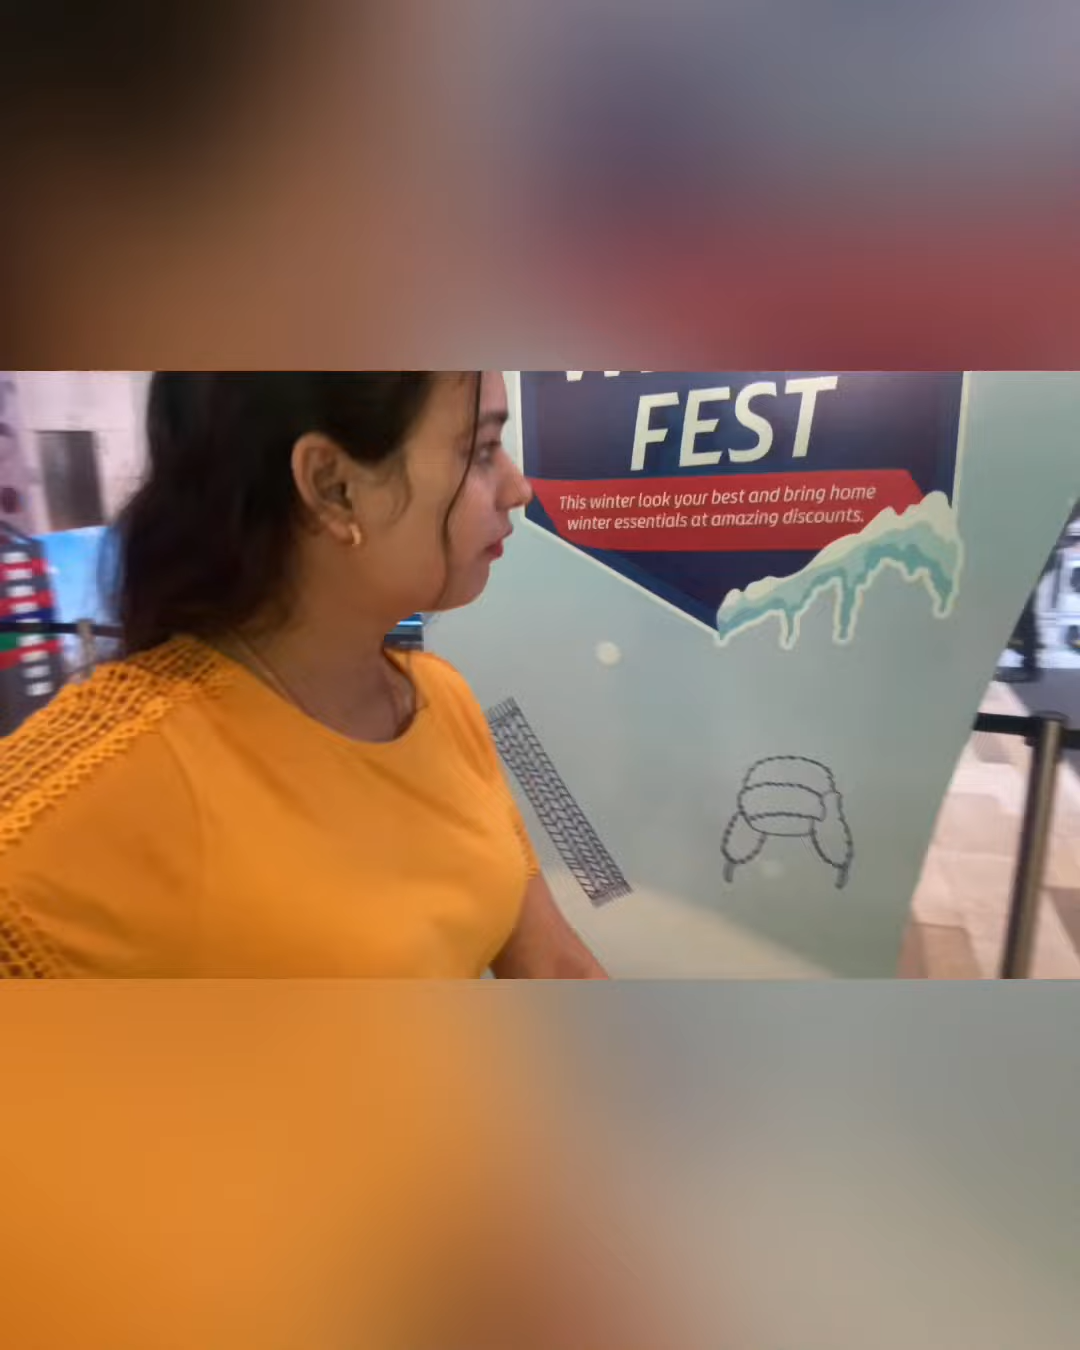 FEST
This winter look your best and bring home
winter essentials at amazing discounts.